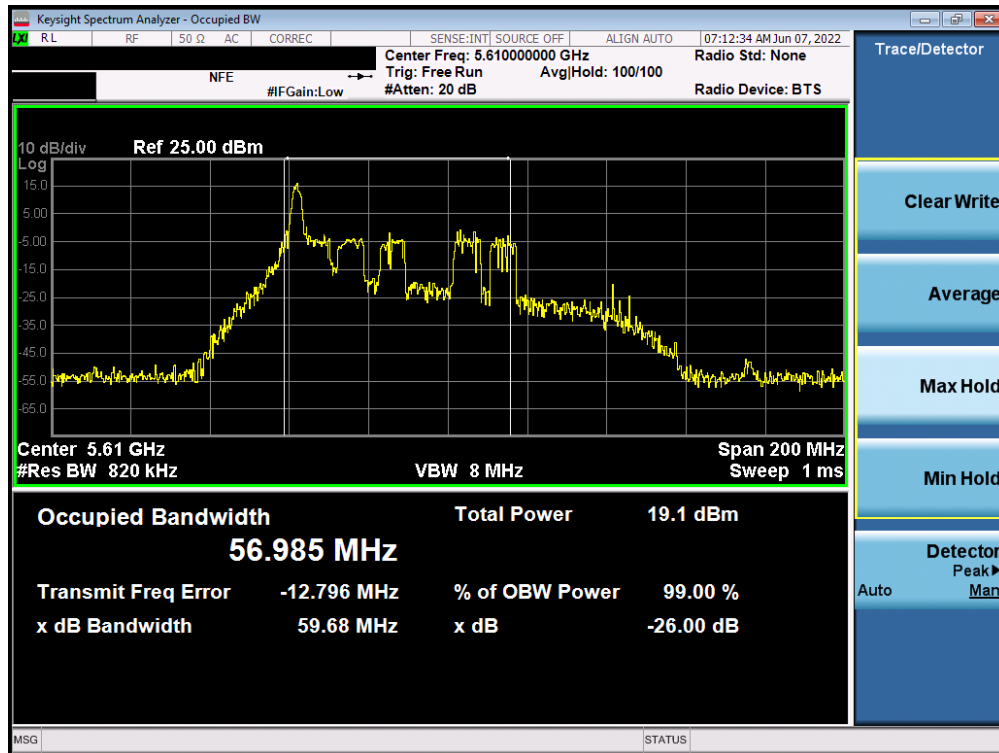 Keysight Spectrum Analyzer - Occupied BW
LXI RL RF 50 Ω AC CORREC SENSE:INT SOURCE OFF ALIGN AUTO 07:12:34 AM Jun 07, 2022
NFE
#IFGain:Low
Center Freq: 5.610000000 GHz
Trig: Free Run Avg|Hold: 100/100
#Atten: 20 dB
Radio Std: None
Radio Device: BTS
10 dB/div Ref 25.00 dBm
Log
15.0
5.00
-5.00
-15.0
-25.0
-35.0
-45.0
-55.0
-65.0
Center 5.61 GHz Span 200 MHz
#Res BW 820 kHz VBW 8 MHz Sweep 1 ms
Occupied Bandwidth Total Power 19.1 dBm
56.985 MHz
Transmit Freq Error -12.796 MHz % of OBW Power 99.00 %
x dB Bandwidth 59.68 MHz x dB -26.00 dB
MSG STATUS
Trace/Detector
Clear Write
Average
Max Hold
Min Hold
Detector
Peak▶
Auto Man